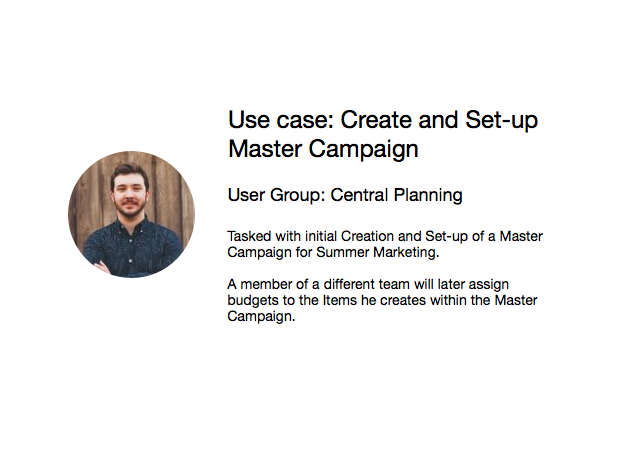 Use case: Create and Set-up
Master Campaign
User Group: Central Planning
Tasked with initial Creation and Set-up of a Master
Campaign for Summer Marketing.
A member of a different team will later assign
budgets to the Items he creates within the Master
Campaign.